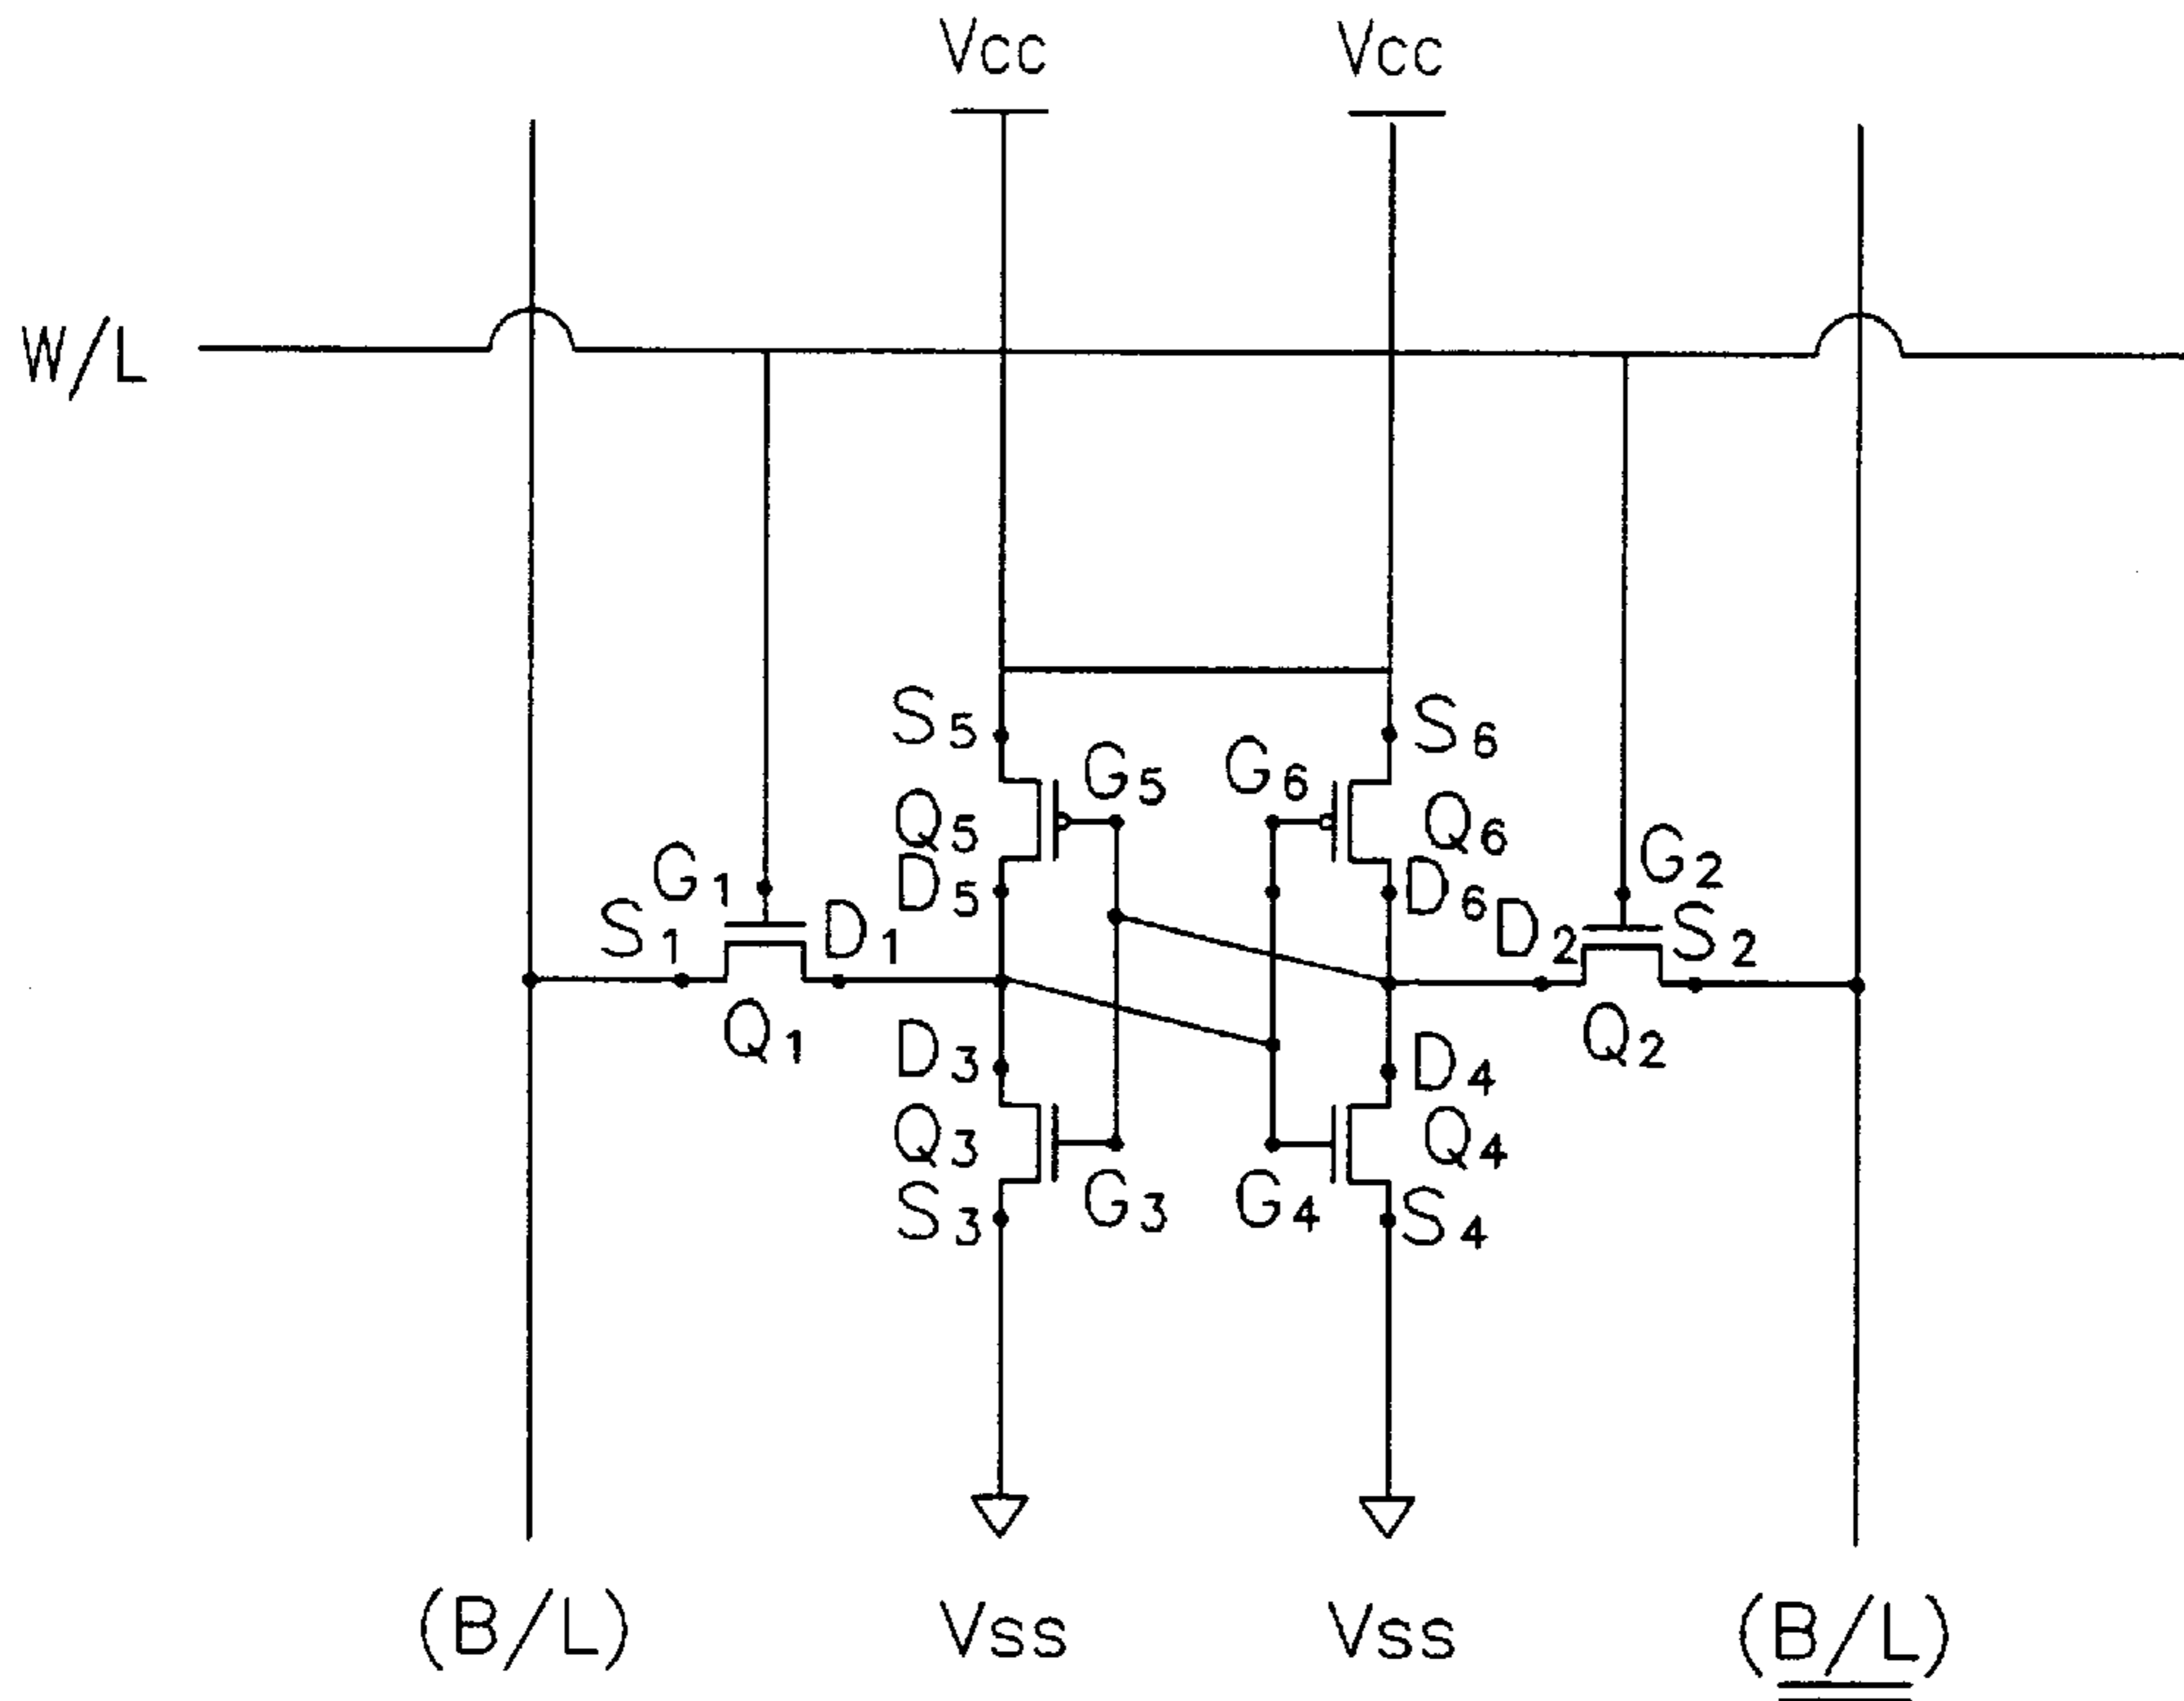 Vcc Vcc
W/L
S5 S6
G5 G6
Q5 Q6
G1 D5 D6 G2
S1 D1 D2 S2
Q1 D3 D4 Q2
Q3 Q4
S3 G3 G4 S4
(B/L) Vss Vss (B/L)